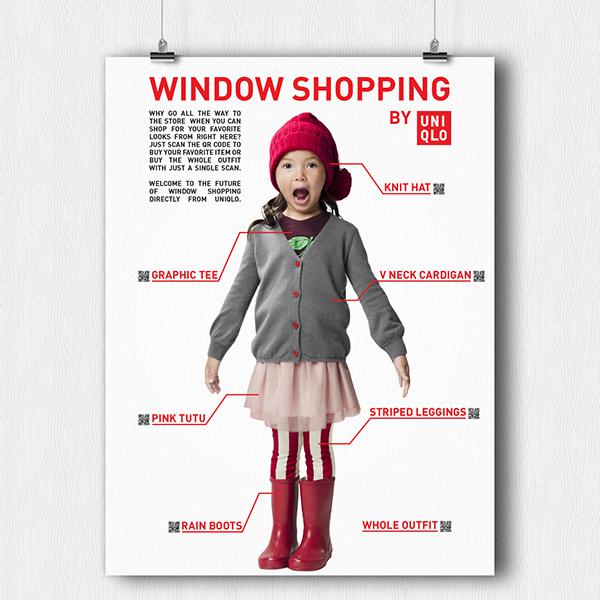 WINDOW SHOPPING
BY UNI
QLO
WHY GO ALL THE WAY TO
THE STORE WHEN YOU CAN
SHOP FOR YOUR FAVORITE
LOOKS FROM RIGHT HERE?
JUST SCAN THE QR CODE TO
BUY YOUR FAVORITE ITEM OR
BUY THE WHOLE OUTFIT
WITH JUST A SINGLE SCAN.
WELCOME TO THE FUTURE
OF WINDOW SHOPPING
DIRECTLY FROM UNIQLO.
KNIT HAT
GRAPHIC TEE
V NECK CARDIGAN
PINK TUTU
STRIPED LEGGINGS
RAIN BOOTS
WHOLE OUTFIT